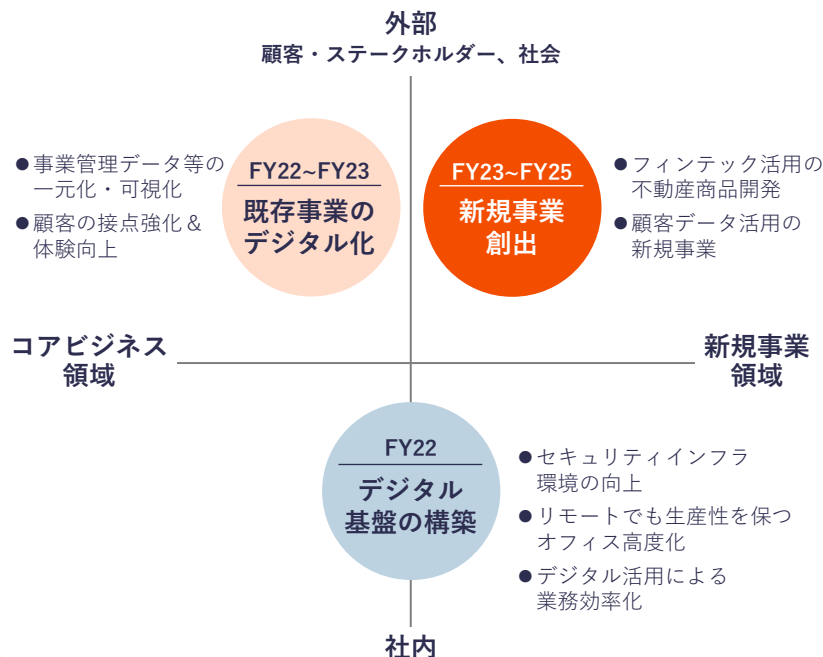 外部
顧客・ステークホルダー、社会
FY22~FY23
既存事業の
デジタル化
●事業管理データ等の
一元化・可視化
●顧客の接点強化＆
体験向上
FY23~FY25
新規事業
創出
●フィンテック活用の
不動産商品開発
●顧客データ活用の
新規事業
コアビジネス
領域
新規事業
領域
FY22
デジタル
基盤の構築
●セキュリティインフラ
環境の向上
●リモートでも生産性を保つ
オフィス高度化
●デジタル活用による
業務効率化
社内